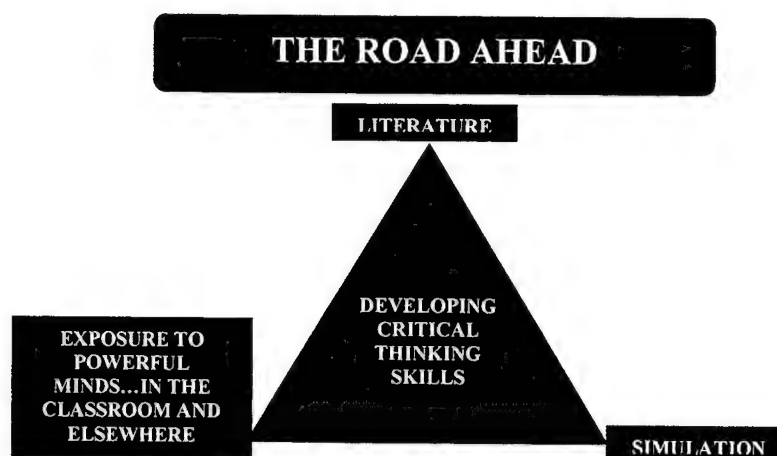 THE ROAD AHEAD
LITERATURE
DEVELOPING
CRITICAL
THINKING
SKILLS
EXPOSURE TO
POWERFUL
MINDS...IN THE
CLASSROOM AND
ELSEWHERE
SIMULATION